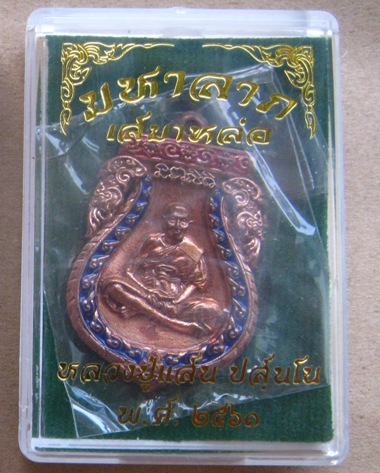 มหาลาภ
เสมาหล่อ
หลวงปู่แสน ปสฺนฺโน
พ.ศ. ๒๕๖๑